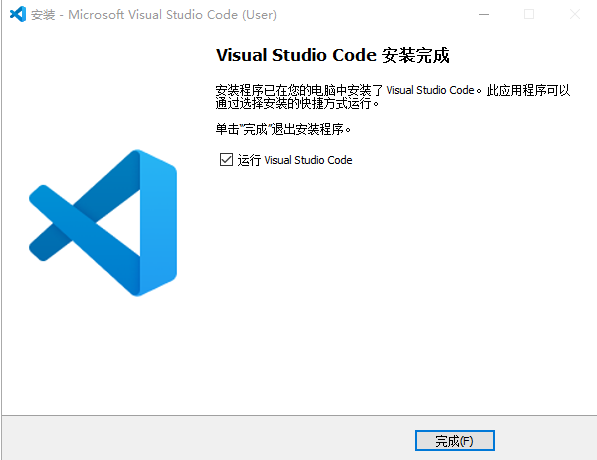 安装 - Microsoft Visual Studio Code (User)
Visual Studio Code 安装完成
安装程序已在您的电脑中安装了 Visual Studio Code。此应用程序可以
通过选择安装的快捷方式运行。
单击“完成”退出安装程序。
运行 Visual Studio Code
完成(F)